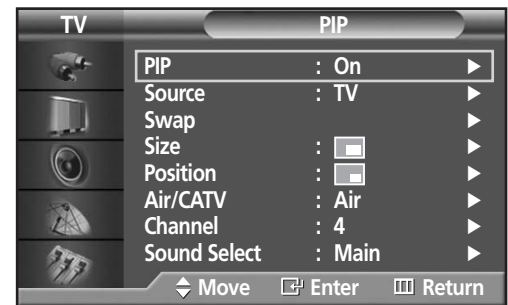 TV PIP
PIP : On
Source : TV
Swap
Size :
Position :
Air/CATV : Air
Channel : 4
Sound Select : Main
Move Enter Return